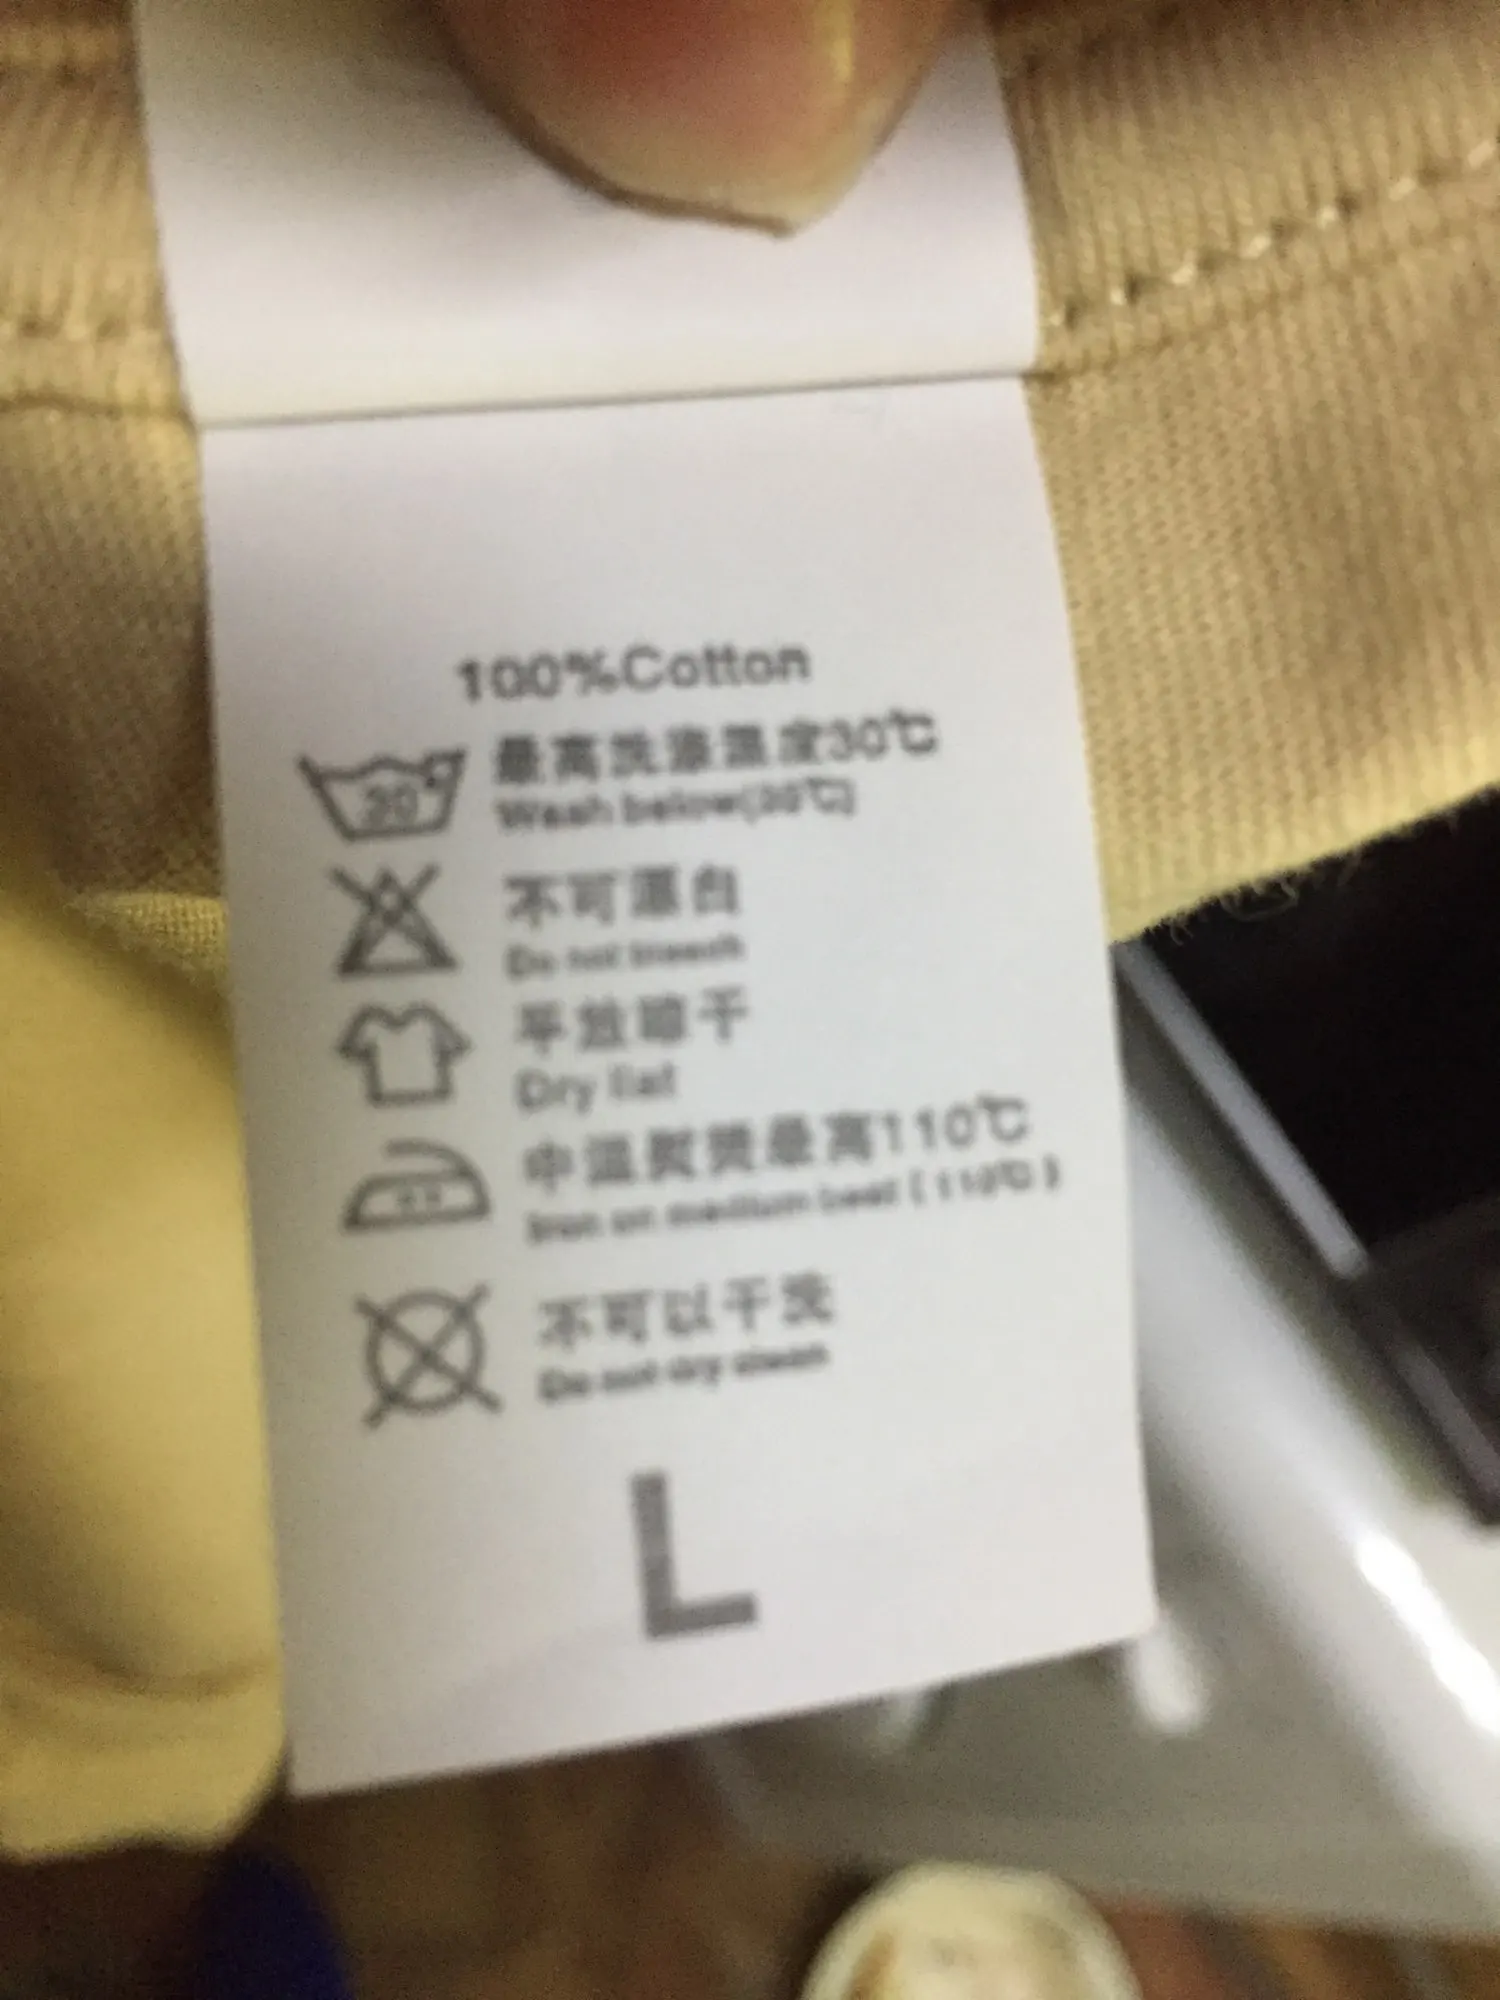 100%Cotton
最高洗涤温度30℃
30°
Wash below(30℃)
不可漂白
Do not bleach
平放晾干
Dry flat
中温熨烫最高110℃
Iron on medium heat (110℃)
不可以干洗
Do not dry clean
L